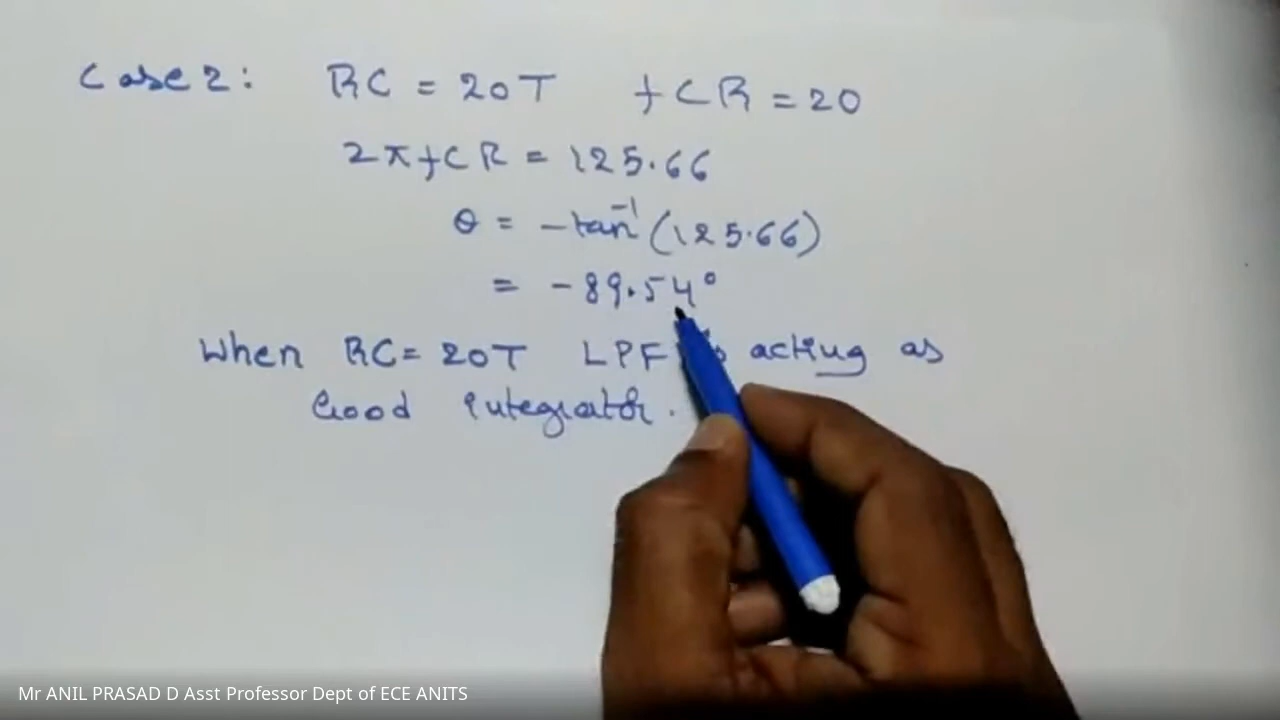 Case 2: RC = 20T fCR = 20
2πfCR = 125.66
θ = -tan⁻¹(125.66)
= -89.54°
When RC = 20T LPF acting as
Good integrator.
Mr ANIL PRASAD D Asst Professor Dept of ECE ANITS